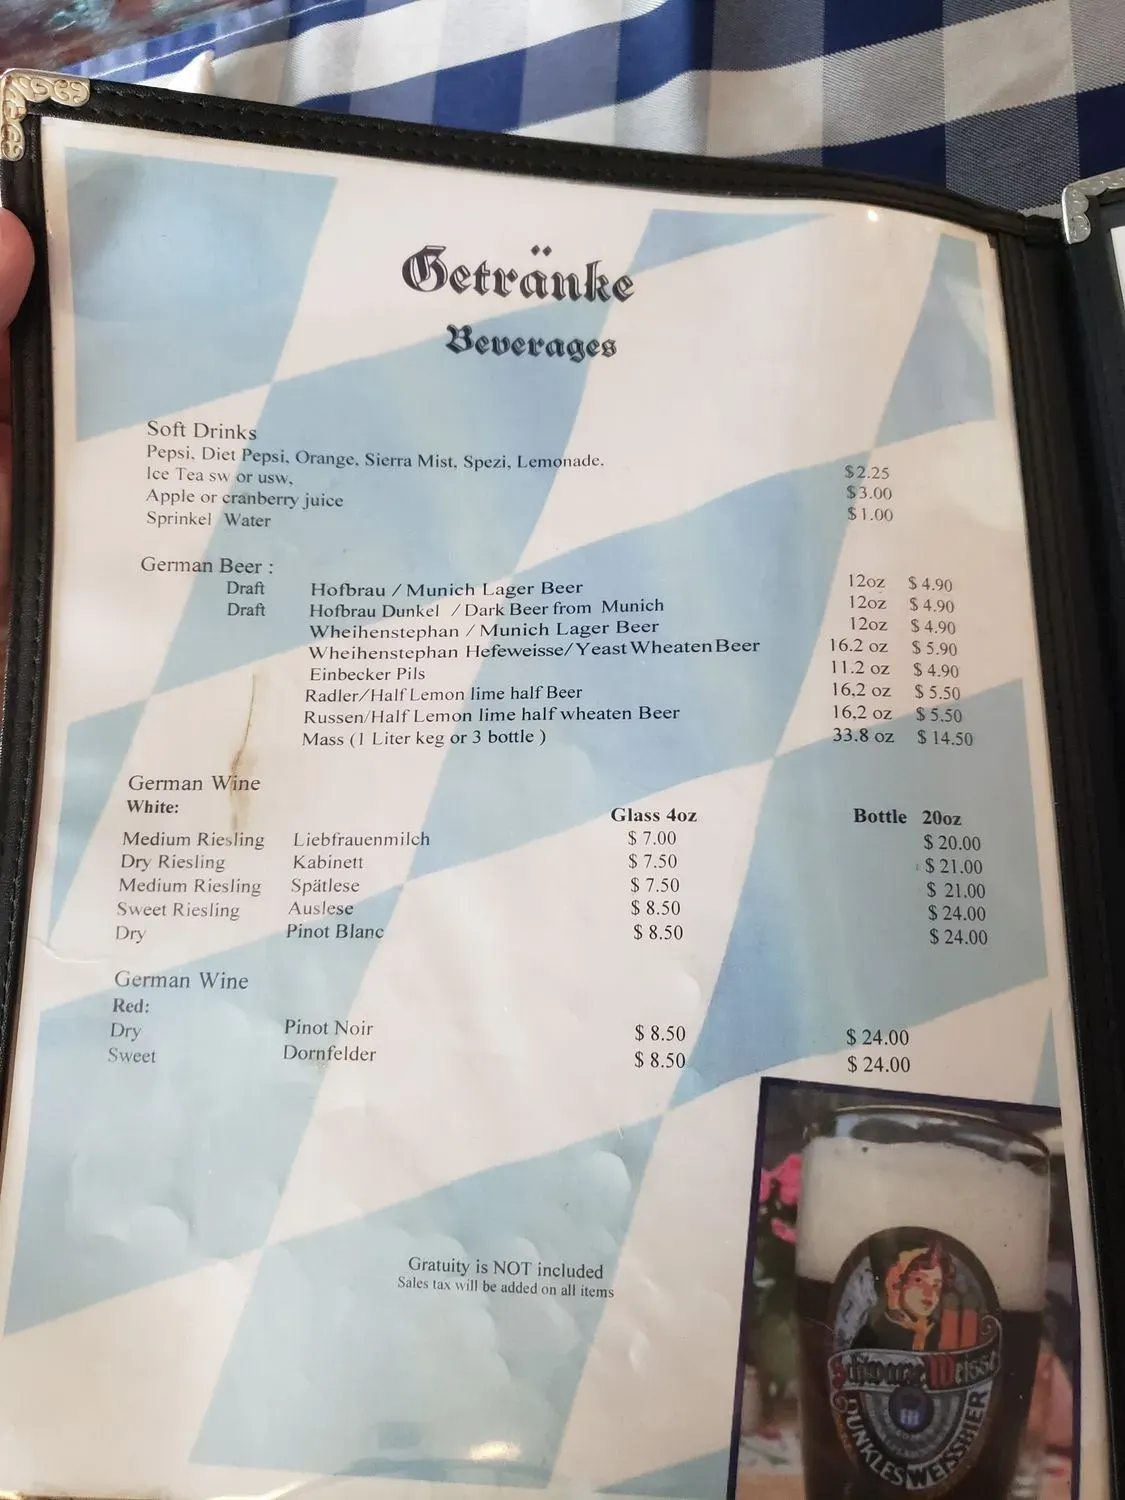 Getränke
Beverages
Soft Drinks
Pepsi, Diet Pepsi, Orange, Sierra Mist, Spezi, Lemonade,
Ice Tea sw or usw, $2.25
Apple or cranberry juice $3.00
Sprinkel Water $1.00
German Beer :
Draft Hofbrau / Munich Lager Beer 12oz $ 4.90
Draft Hofbrau Dunkel / Dark Beer from Munich 12oz $ 4.90
Wheihenstephan / Munich Lager Beer 12oz $ 4.90
Wheihenstephan Hefeweisse/Yeast Wheaten Beer 16.2 oz $ 5.90
Einbecker Pils 11.2 oz $ 4.90
Radler/Half Lemon lime half Beer 16,2 oz $ 5.50
Russen/Half Lemon lime half wheaten Beer 16,2 oz $ 5.50
Mass (1 Liter keg or 3 bottle ) 33.8 oz $ 14.50
German Wine
White: Glass 4oz Bottle 20oz
Medium Riesling Liebfrauenmilch $ 7.00 $ 20.00
Dry Riesling Kabinett $ 7.50 $ 21.00
Medium Riesling Spätlese $ 7.50 $ 21.00
Sweet Riesling Auslese $ 8.50 $ 24.00
Dry Pinot Blanc $ 8.50 $ 24.00
German Wine
Red:
Dry Pinot Noir $ 8.50 $ 24.00
Sweet Dornfelder $ 8.50 $ 24.00
Gratuity is NOT included
Sales tax will be added on all items
Schwarze Weisse
DUNKLES WEISSBIER